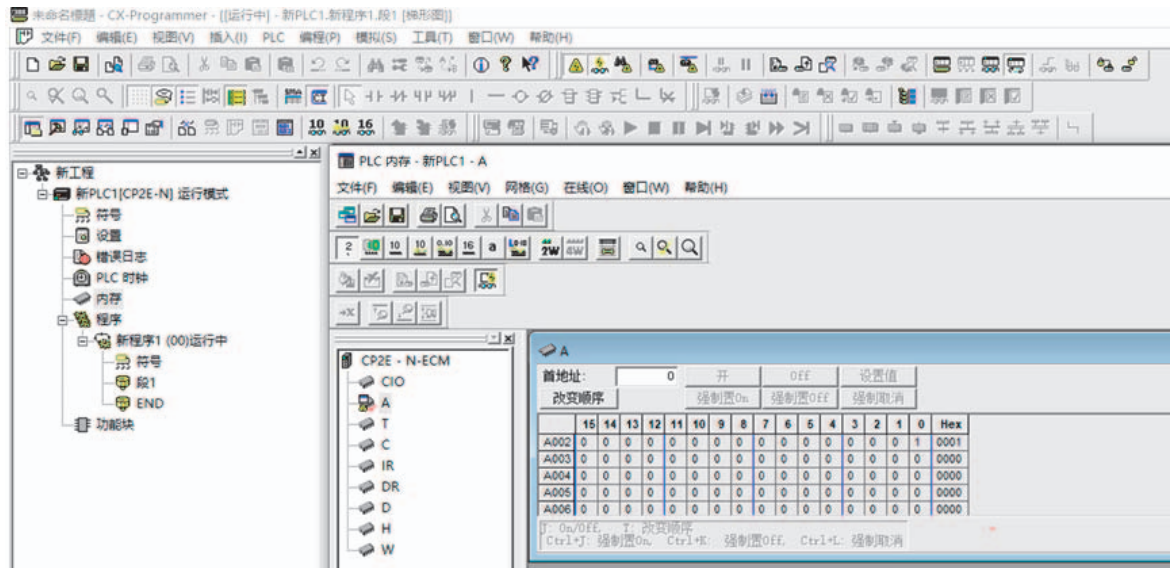 未命名標題 - CX-Programmer - [[运行中] - 新PLC1.新程序1.段1 [梯形图]]
文件(F) 编辑(E) 视图(V) 插入(I) PLC 编程(P) 模拟(S) 工具(T) 窗口(W) 帮助(H)
10 10 16
新工程
新PLC1[CP2E-N] 运行模式
符号
设置
错误日志
PLC 时钟
内存
程序
新程序1 (00)运行中
符号
段1
END
功能块
PLC 内存 - 新PLC1 - A
文件(F) 编辑(E) 视图(V) 网格(G) 在线(O) 窗口(W) 帮助(H)
2 10 10 0.10 16 a 2W 4W
CP2E - N-ECM
CIO
A
T
C
IR
DR
D
H
W
A
首地址: 0 开 Off 设置值
改变顺序 强制置On 强制置Off 强制取消
15 14 13 12 11 10 9 8 7 6 5 4 3 2 1 0 Hex
A002 0 0 0 0 0 0 0 0 0 0 0 0 0 0 0 1 0001
A003 0 0 0 0 0 0 0 0 0 0 0 0 0 0 0 0 0000
A004 0 0 0 0 0 0 0 0 0 0 0 0 0 0 0 0 0000
A005 0 0 0 0 0 0 0 0 0 0 0 0 0 0 0 0 0000
A006 0 0 0 0 0 0 0 0 0 0 0 0 0 0 0 0 0000
J: On/Off, T: 改变顺序
Ctrl+J: 强制置On, Ctrl+K: 强制置Off, Ctrl+L: 强制取消